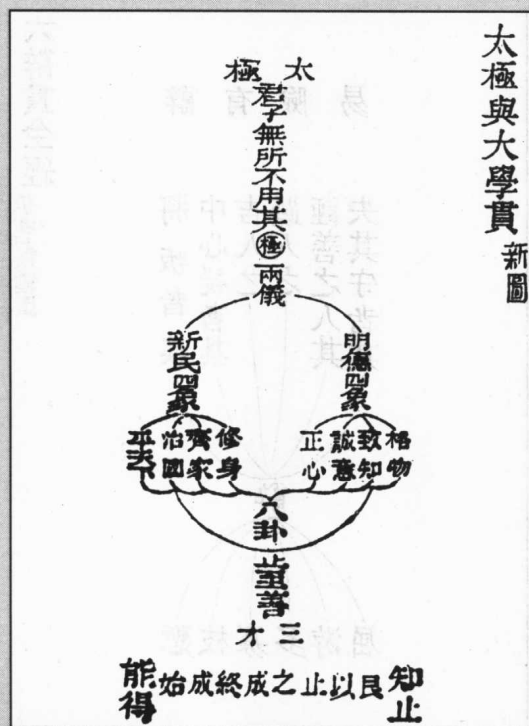 太極與大學貫新圖
太極
君子無所不用其極兩儀
明德四象
新民四象
格物
致知
誠意
正心
修身
齊家
治國
平天下
八卦
止至善
三才
知止艮以止之成終成始能得